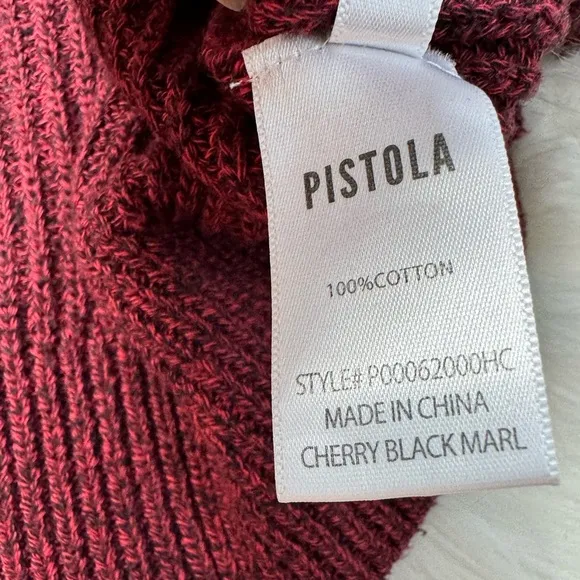 PISTOLA
100%COTTON
STYLE# P00062000HC
MADE IN CHINA
CHERRY BLACK MARL